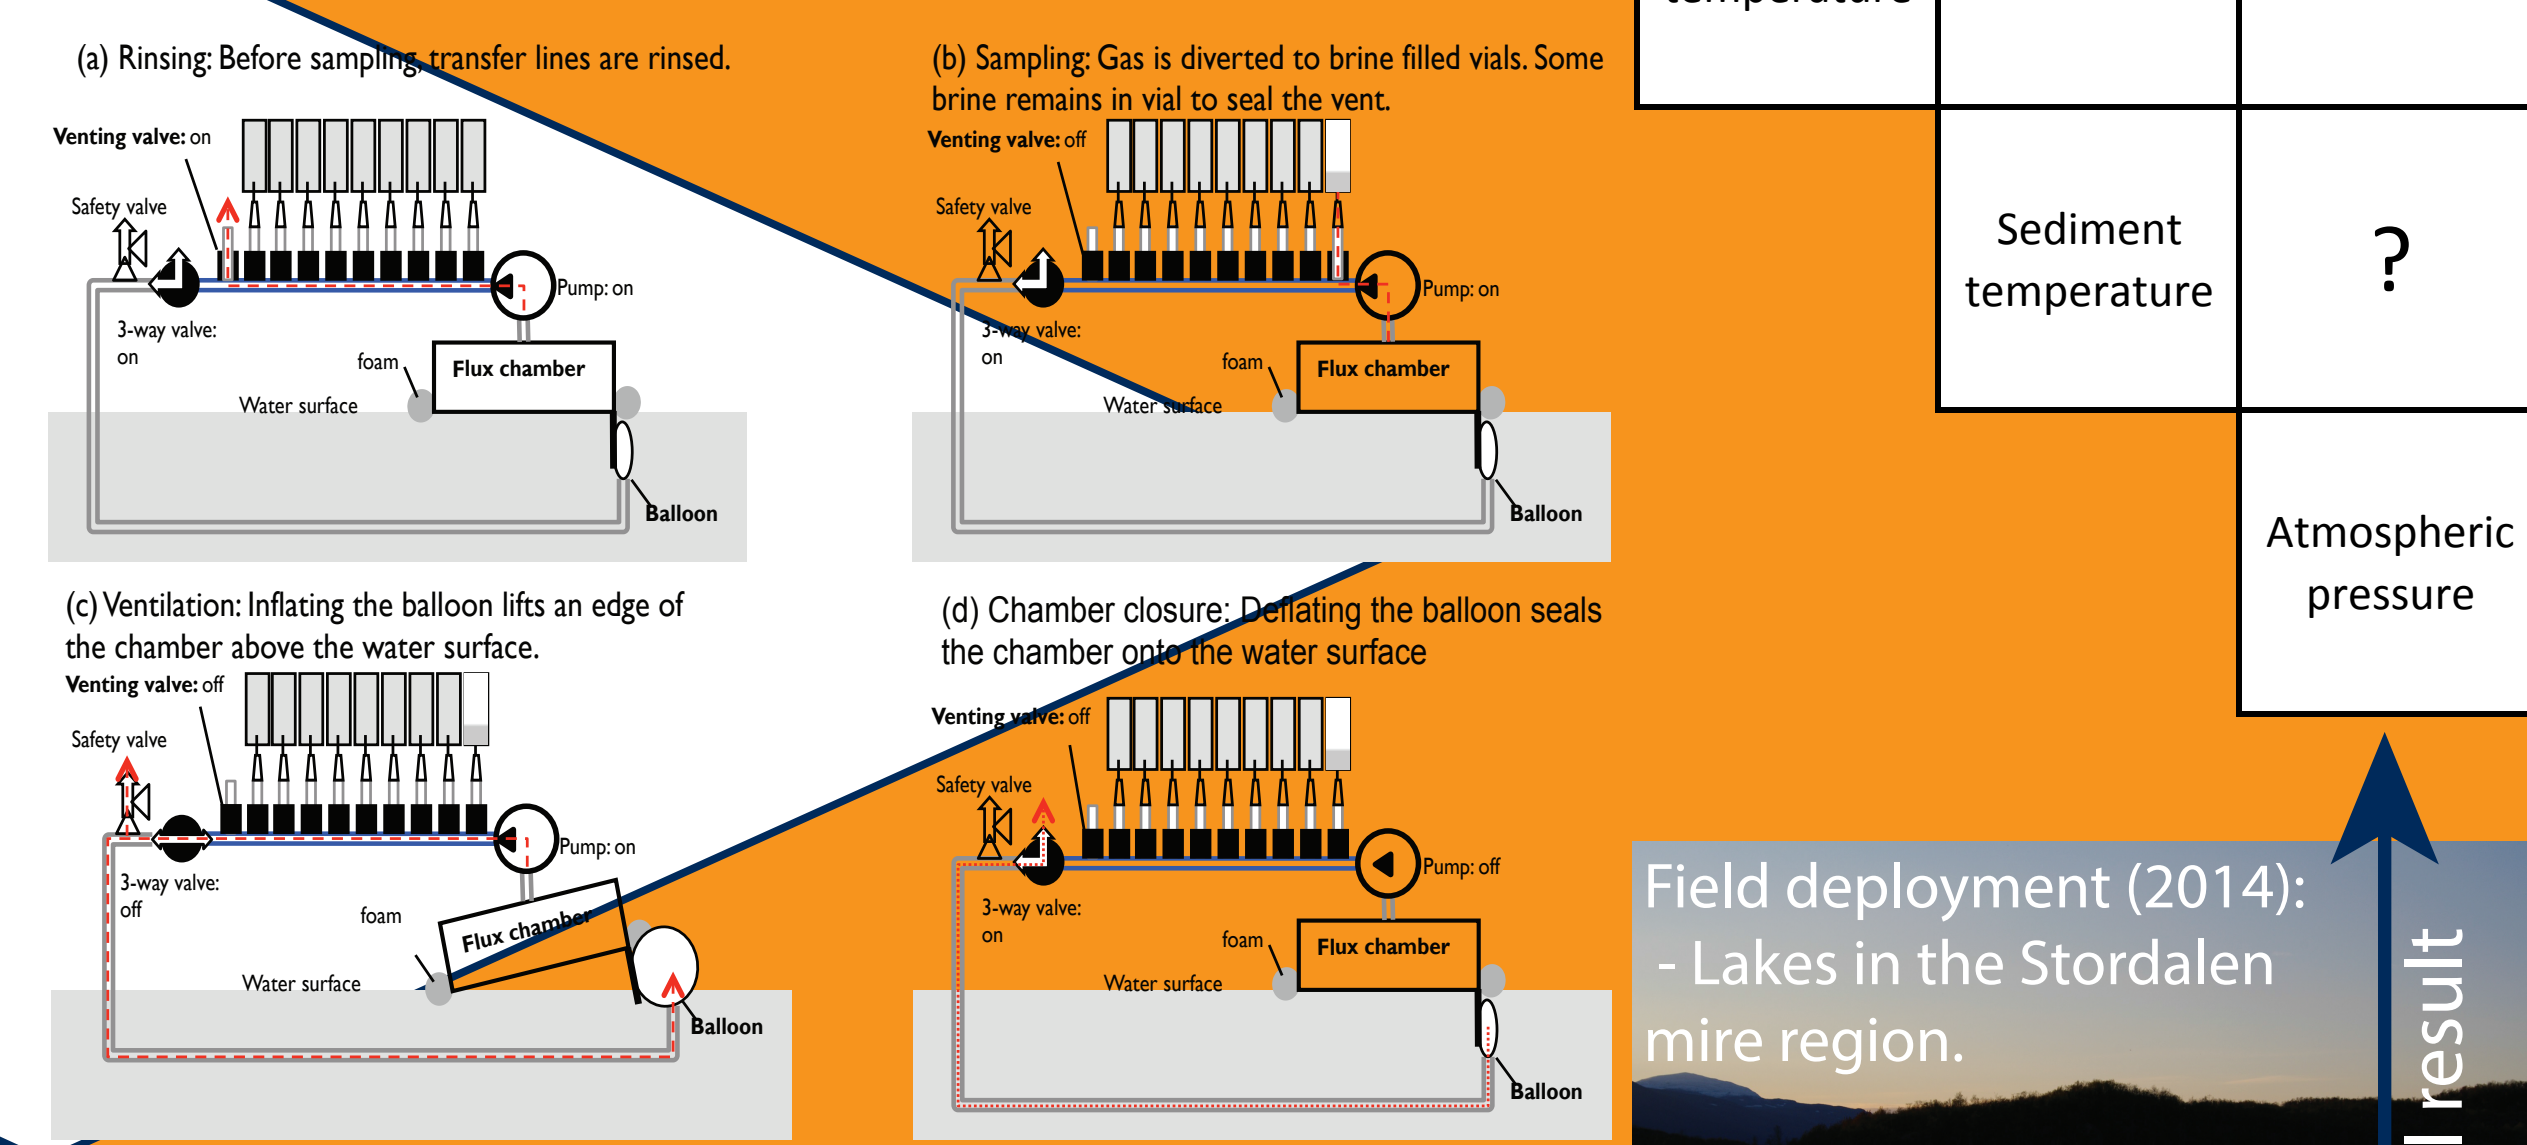 temperature
(a) Rinsing: Before sampling, transfer lines are rinsed.
Venting valve: on
Safety valve
Pump: on
3-way valve:
on
foam
Flux chamber
Water surface
Balloon
(b) Sampling: Gas is diverted to brine filled vials. Some
brine remains in vial to seal the vent.
Venting valve: off
Safety valve
Pump: on
3-way valve:
on
foam
Flux chamber
Water surface
Balloon
(c) Ventilation: Inflating the balloon lifts an edge of
the chamber above the water surface.
Venting valve: off
Safety valve
Pump: on
3-way valve:
off
foam
Flux chamber
Water surface
Balloon
(d) Chamber closure: Deflating the balloon seals
the chamber onto the water surface
Venting valve: off
Safety valve
Pump: off
3-way valve:
on
foam
Flux chamber
Water surface
Balloon
Sediment
temperature
?
Atmospheric
pressure
Field deployment (2014):
- Lakes in the Stordalen
mire region.
result